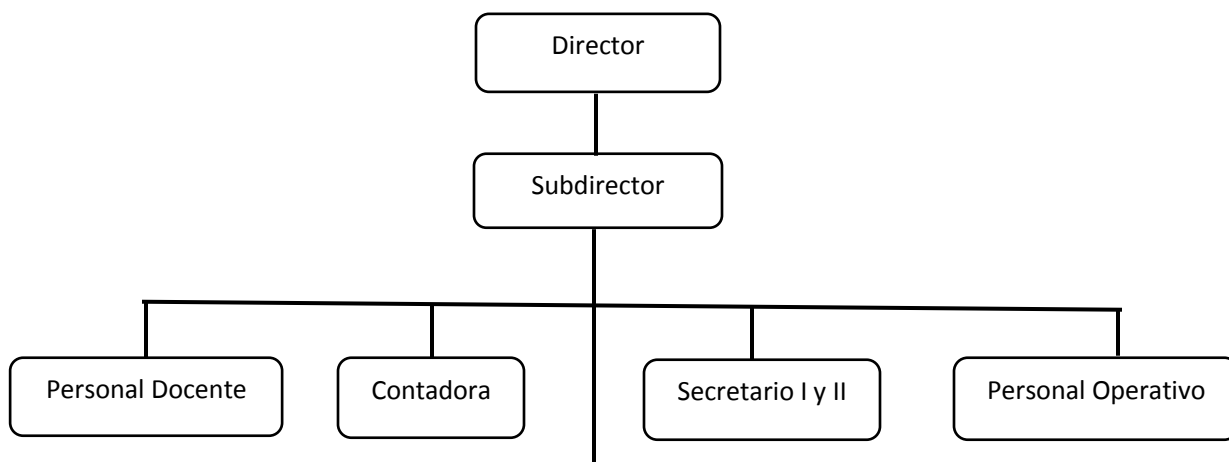 Director
Subdirector
Personal Docente
Contadora
Secretario I y II
Personal Operativo